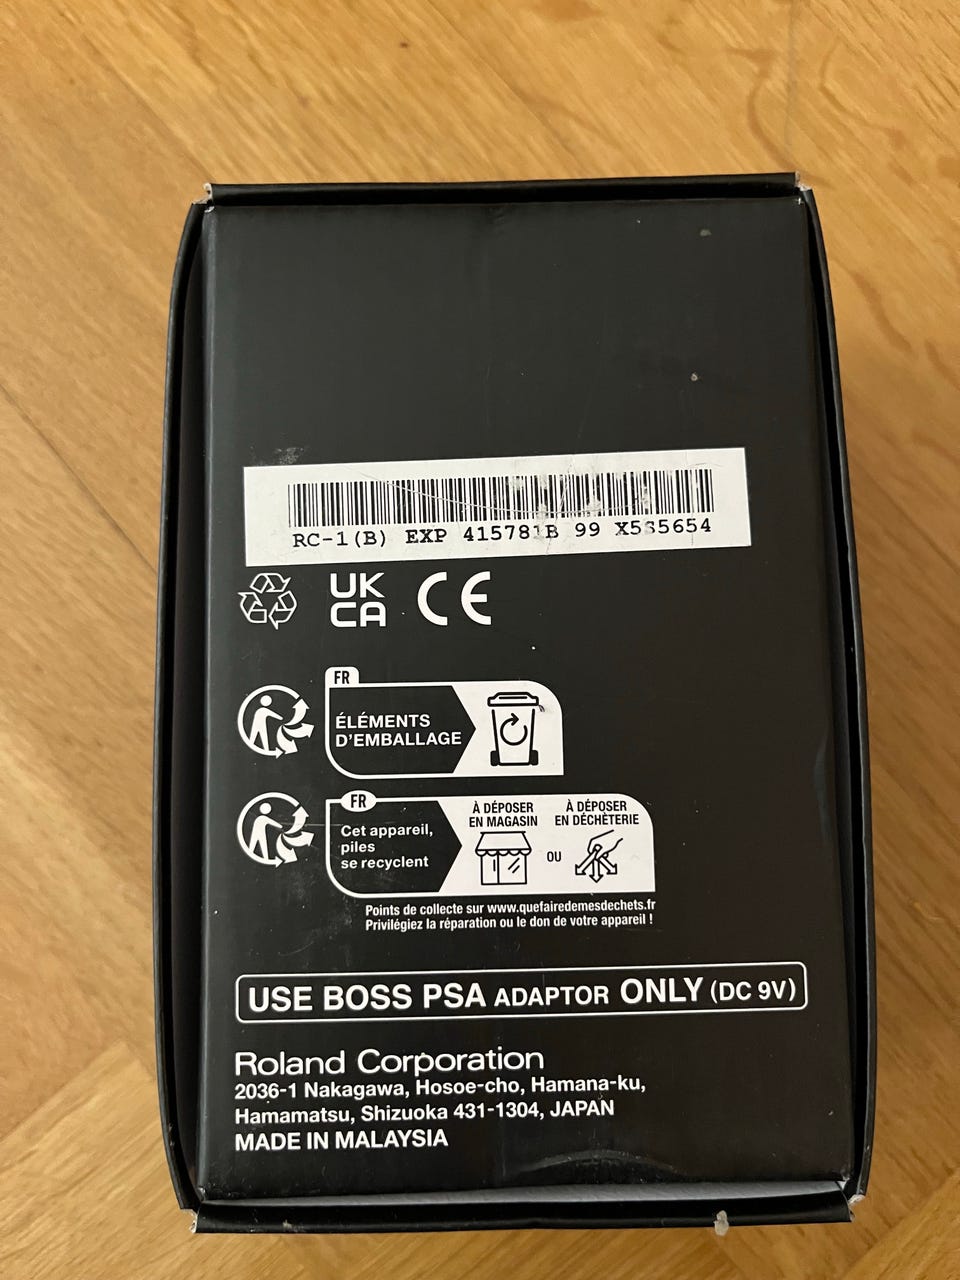 RC-1(B) EXP 415781B 99 X5S5654
UK
CA
CE
FR
ÉLÉMENTS
D'EMBALLAGE
FR
Cet appareil,
piles
se recyclent
À DÉPOSER
EN MAGASIN
OU
À DÉPOSER
EN DÉCHÈTERIE
Points de collecte sur www.quefairedemesdechets.fr
Privilégiez la réparation ou le don de votre appareil !
USE BOSS PSA ADAPTOR ONLY (DC 9V)
Roland Corporation
2036-1 Nakagawa, Hosoe-cho, Hamana-ku,
Hamamatsu, Shizuoka 431-1304, JAPAN
MADE IN MALAYSIA